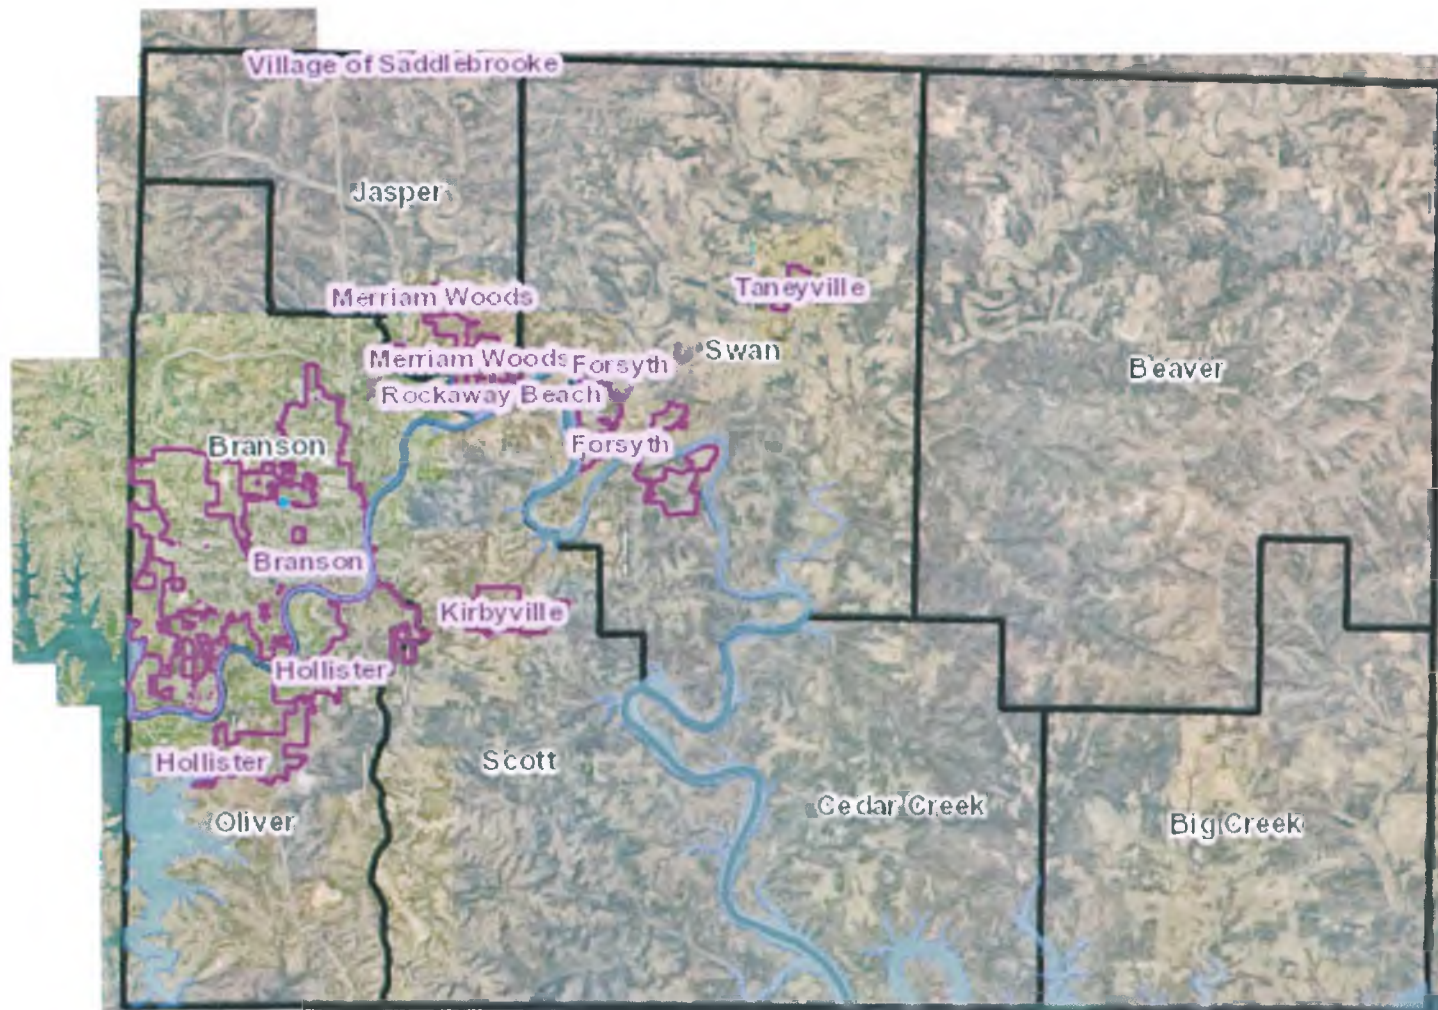 Village of Saddlebrooke
Jasper
Taneyville
Merriam Woods
Swan
Merriam Woods
Forsyth
Beaver
Rockaway Beach
Branson
Forsyth
Branson
Kirbyville
Hollister
Hollister
Scott
Cedar Creek
Oliver
Big Creek